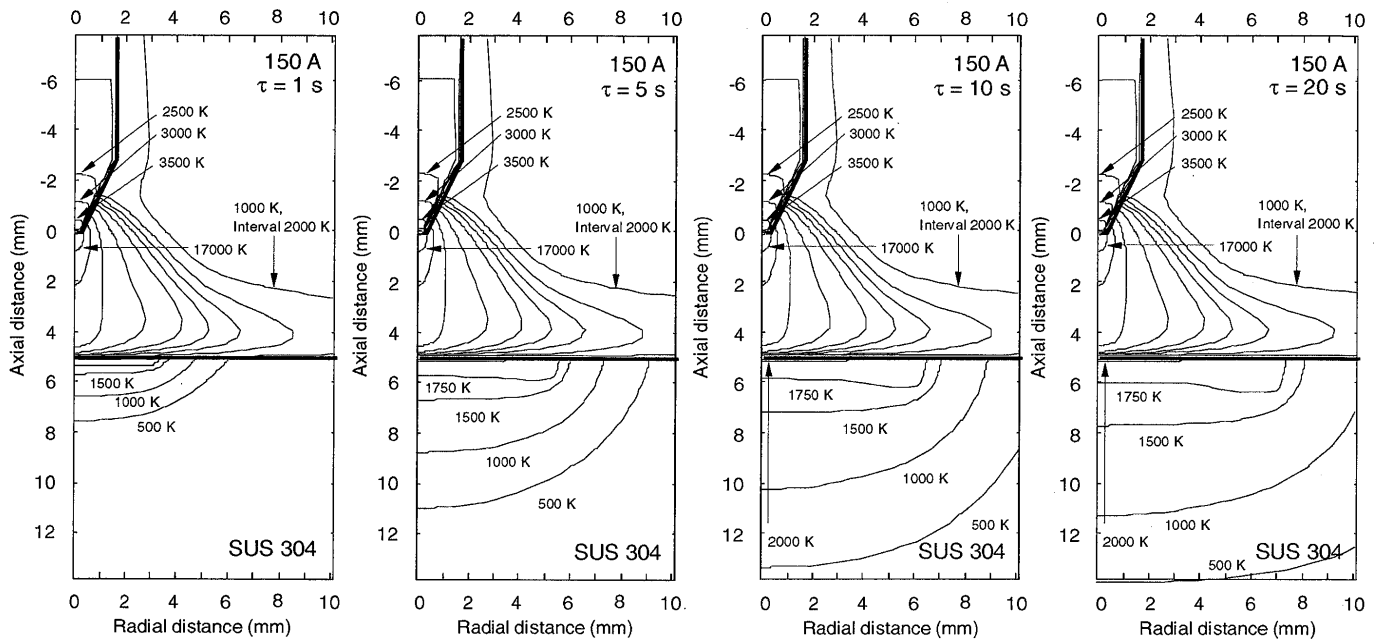 0 2 4 6 8 10
150 A
τ = 1 s
2500 K
3000 K
3500 K
1000 K,
Interval 2000 K
17000 K
1500 K
1000 K
500 K
SUS 304
-6
-4
-2
0
2
4
6
8
10
12
Axial distance (mm)
0 2 4 6 8 10
Radial distance (mm)
0 2 4 6 8 10
150 A
τ = 5 s
2500 K
3000 K
3500 K
1000 K,
Interval 2000 K
17000 K
1750 K
1500 K
1000 K
500 K
SUS 304
-6
-4
-2
0
2
4
6
8
10
12
Axial distance (mm)
0 2 4 6 8 10
Radial distance (mm)
0 2 4 6 8 10
150 A
τ = 10 s
2500 K
3000 K
3500 K
1000 K,
Interval 2000 K
17000 K
1750 K
1500 K
1000 K
500 K
2000 K
SUS 304
-6
-4
-2
0
2
4
6
8
10
12
Axial distance (mm)
0 2 4 6 8 10
Radial distance (mm)
0 2 4 6 8 10
150 A
τ = 20 s
2500 K
3000 K
3500 K
1000 K,
Interval 2000 K
17000 K
1750 K
1500 K
1000 K
2000 K
500 K
SUS 304
-6
-4
-2
0
2
4
6
8
10
12
Axial distance (mm)
0 2 4 6 8 10
Radial distance (mm)